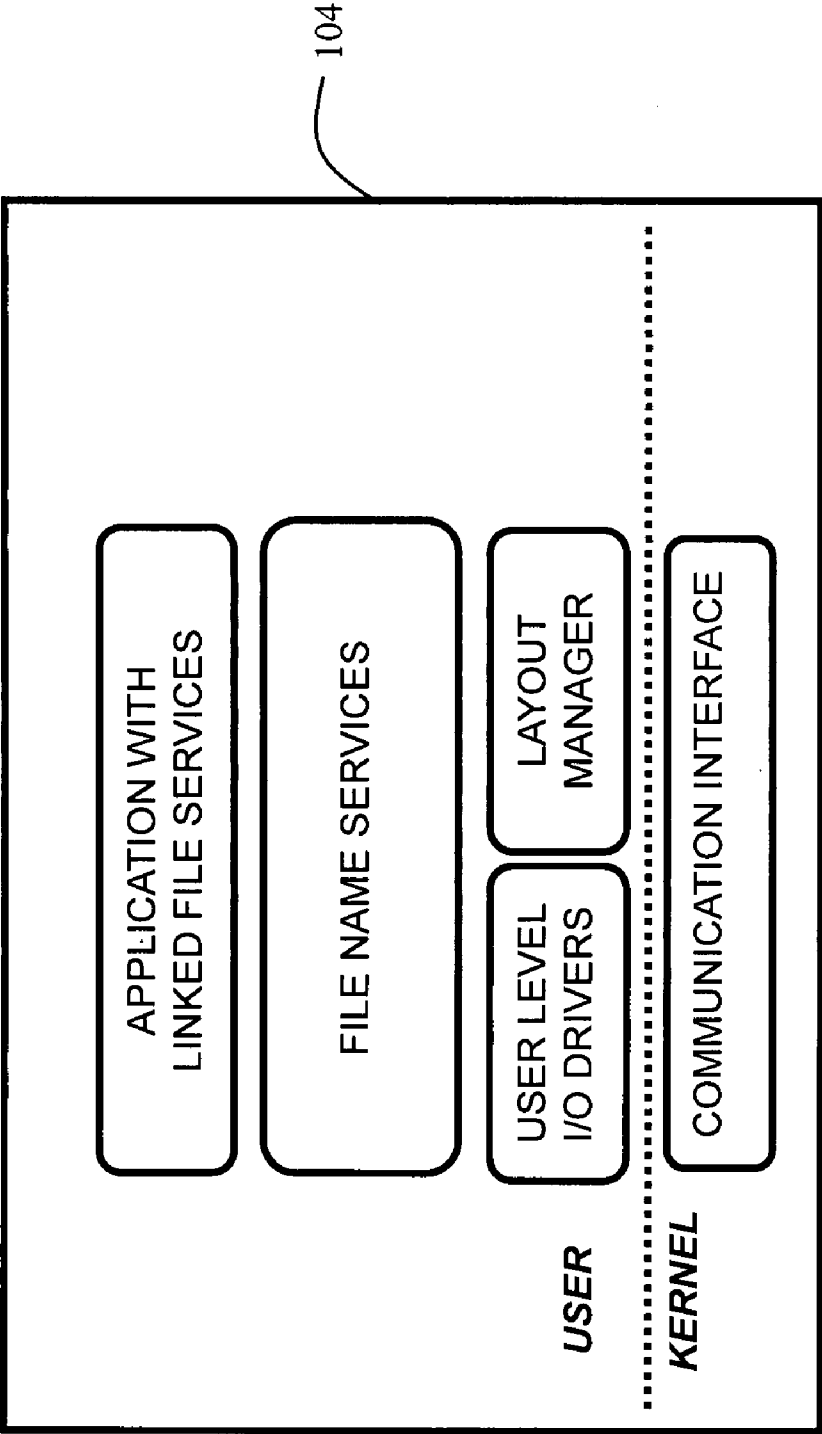 104
APPLICATION WITH
LINKED FILE SERVICES
FILE NAME SERVICES
USER LEVEL
I/O DRIVERS
LAYOUT
MANAGER
USER
KERNEL
COMMUNICATION INTERFACE